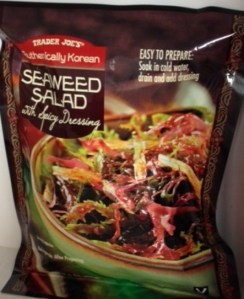 TRADER JOE'S
Authentically Korean
SEAWEED
SALAD
with Spicy Dressing
EASY TO PREPARE:
Soak in cold water,
drain and add dressing